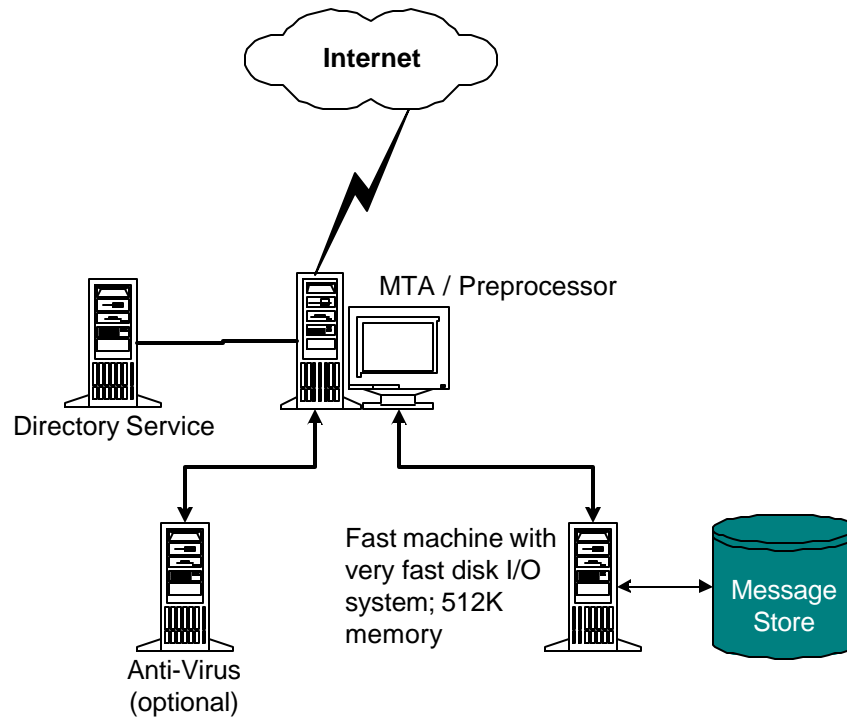 Internet
MTA / Preprocessor
Directory Service
Fast machine with
very fast disk I/O
system; 512K
memory
Message
Store
Anti-Virus
(optional)